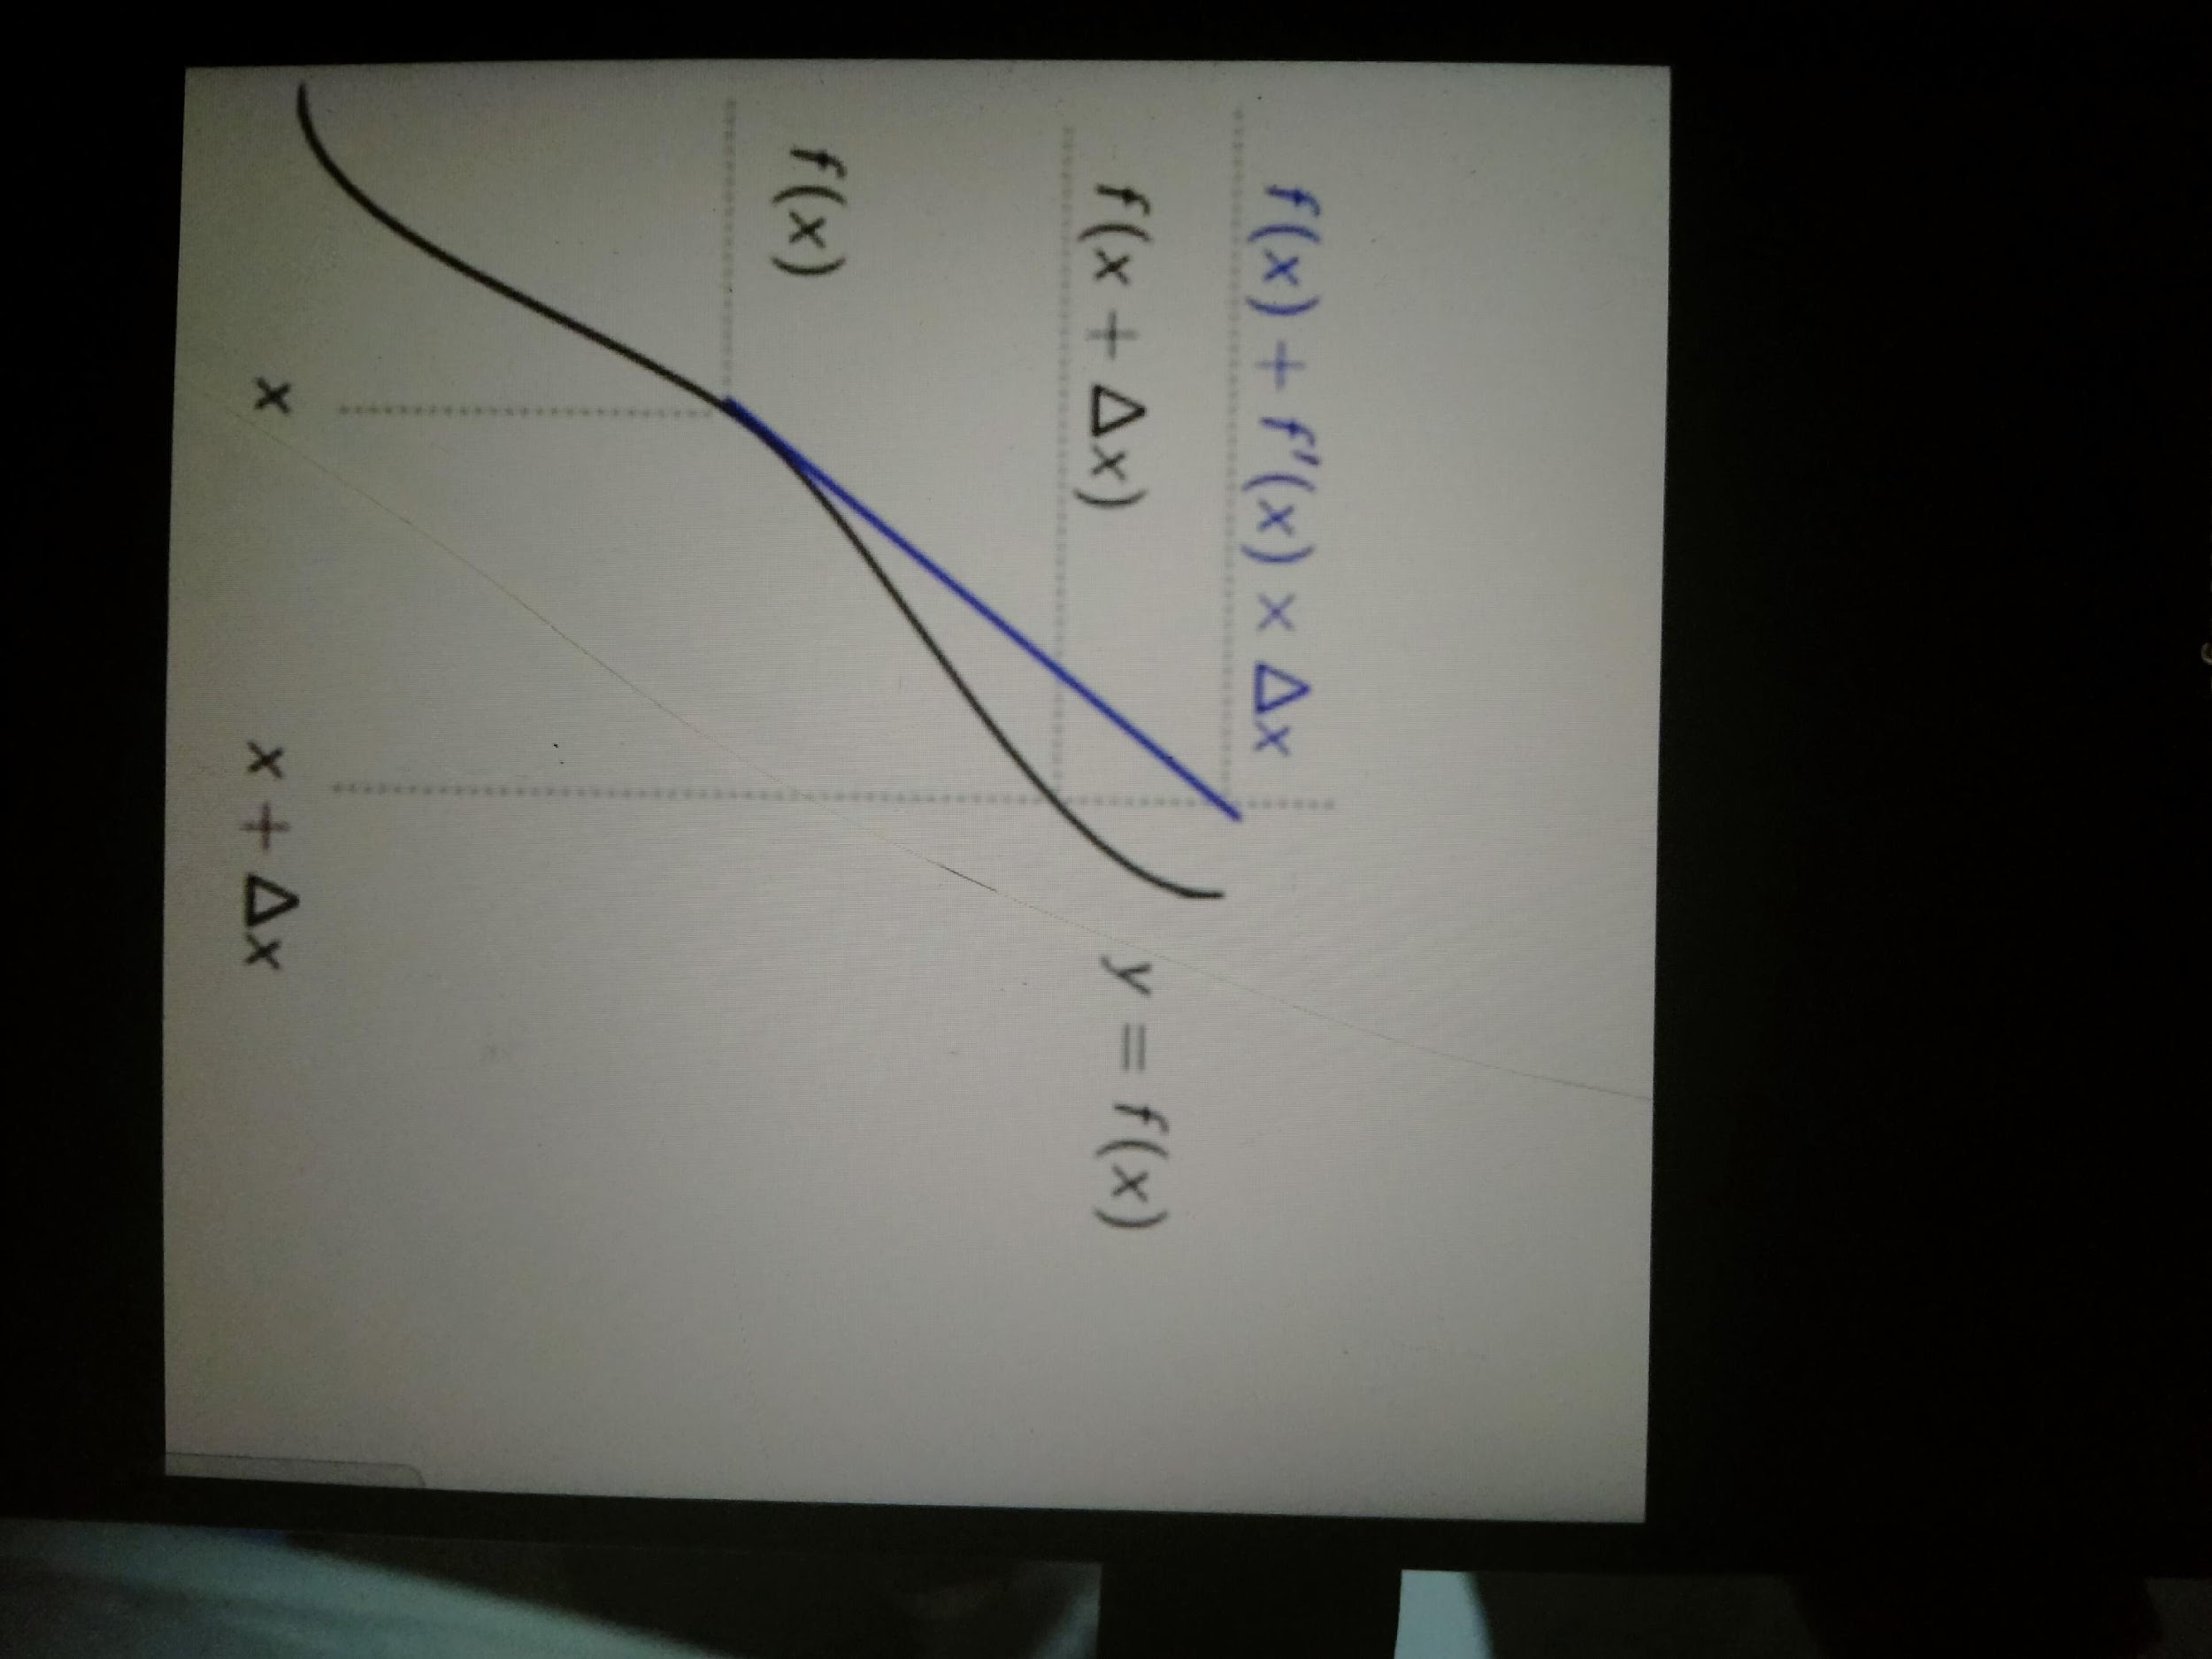 f(x) + f'(x) × Δx
f(x + Δx)
y = f(x)
f(x)
x
x + Δx